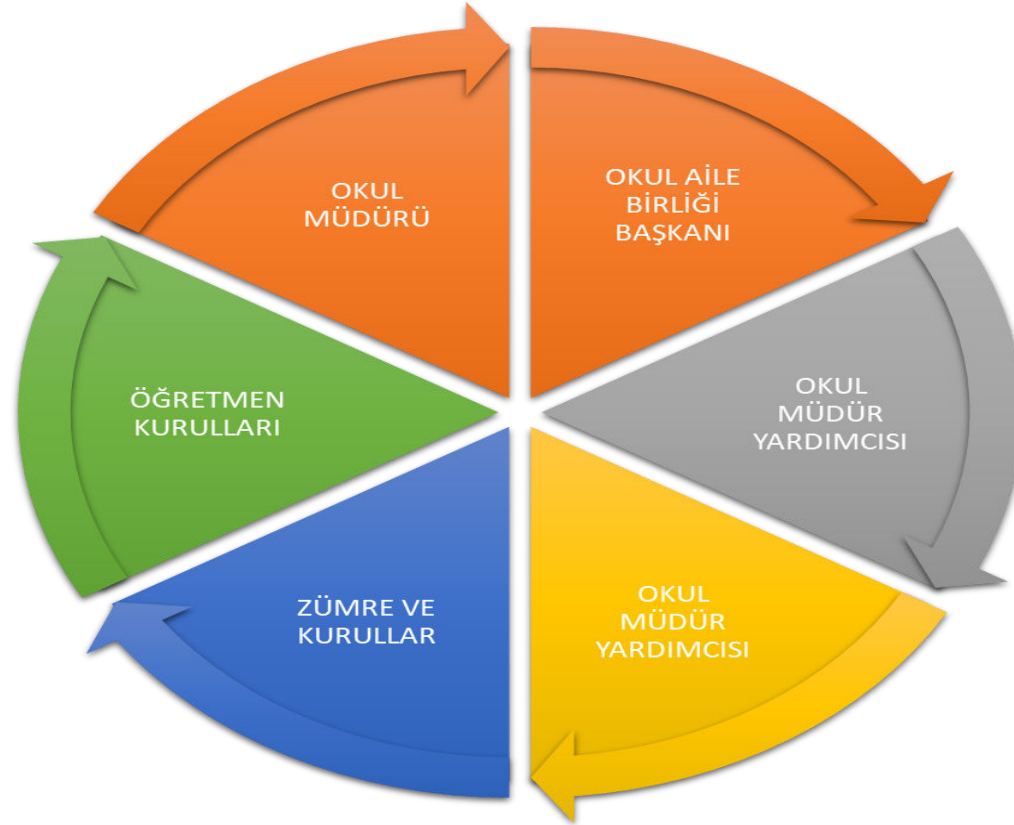 OKUL
MÜDÜRÜ
OKUL AİLE
BİRLİĞİ
BAŞKANI
OKUL
MÜDÜR
YARDIMCISI
OKUL
MÜDÜR
YARDIMCISI
ZÜMRE VE
KURULLAR
ÖĞRETMEN
KURULLARI